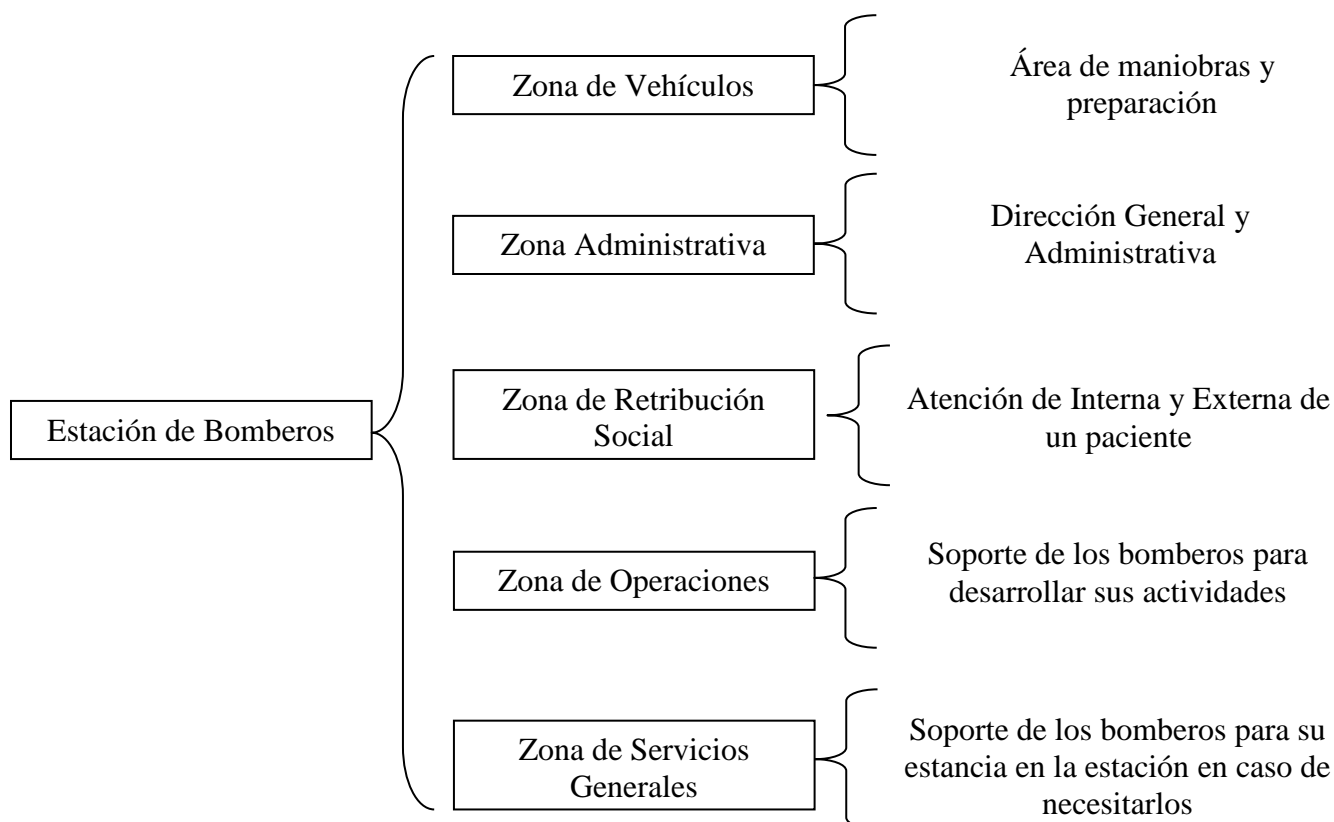 Estación de Bomberos
Zona de Vehículos
Área de maniobras y
preparación
Zona Administrativa
Dirección General y
Administrativa
Zona de Retribución
Social
Atención de Interna y Externa de
un paciente
Zona de Operaciones
Soporte de los bomberos para
desarrollar sus actividades
Zona de Servicios
Generales
Soporte de los bomberos para su
estancia en la estación en caso de
necesitarlos